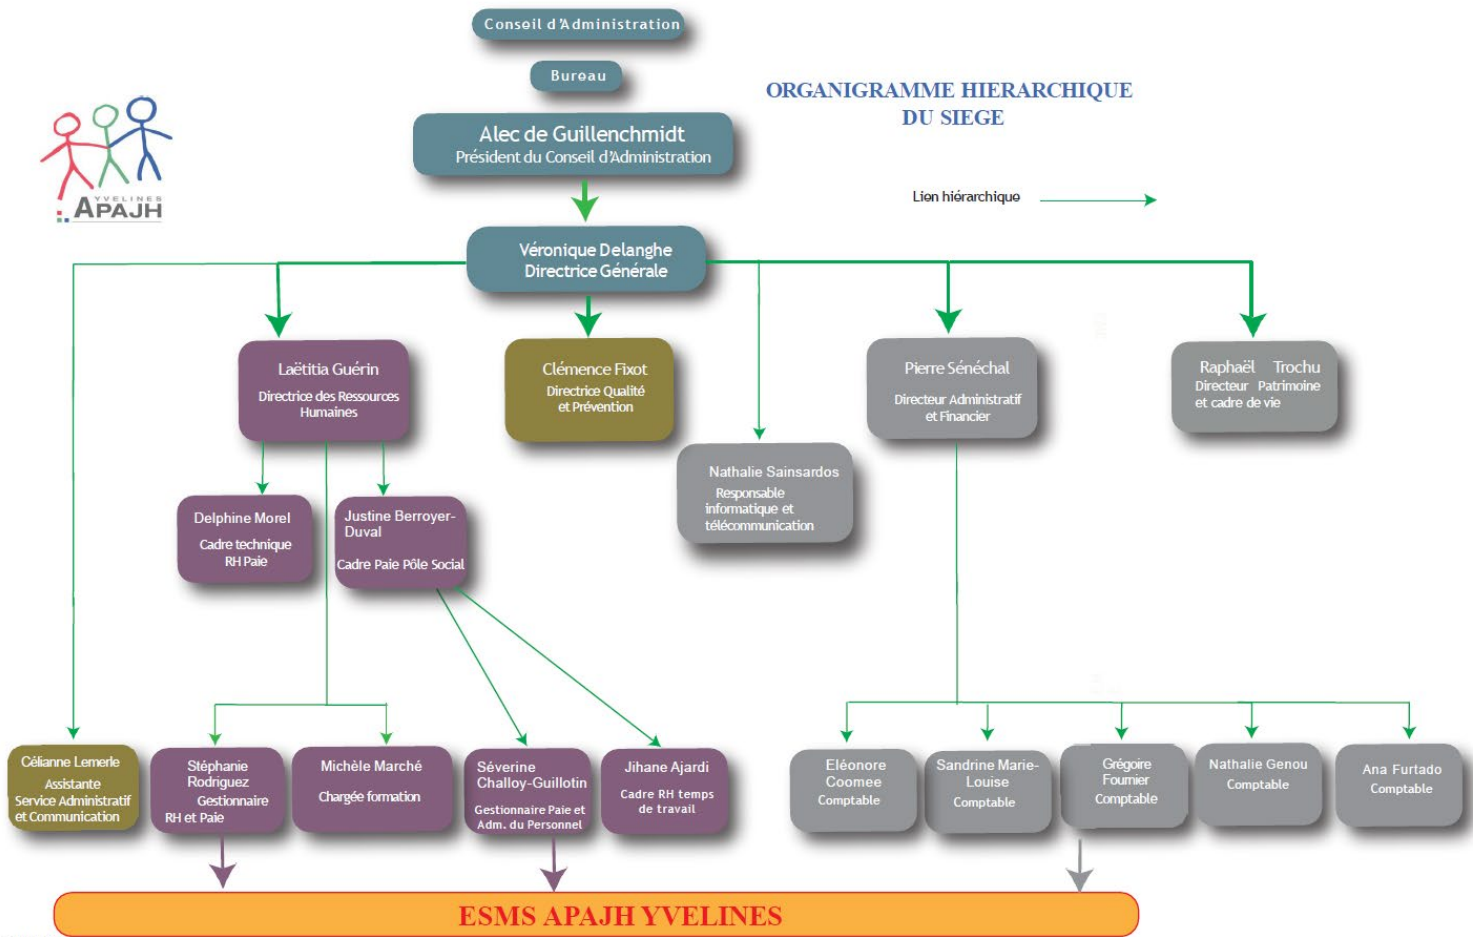 Conseil d'Administration
Bureau
ORGANIGRAMME HIERARCHIQUE
DU SIEGE
YVELINES
APAJH
Alec de Guillenchmidt
Président du Conseil d'Administration
Lien hiérarchique
Véronique Delanghe
Directrice Générale
Laëtitia Guérin
Directrice des Ressources
Humaines
Clémence Fixot
Directrice Qualité
et Prévention
Pierre Sénéchal
Directeur Administratif
et Financier
Raphaël Trochu
Directeur Patrimoine
et cadre de vie
Nathalie Sainsardos
Responsable
informatique et
télécommunication
Delphine Morel
Cadre technique
RH Paie
Justine Berroyer-
Duval
Cadre Paie Pôle Social
Célianne Lemerle
Assistante
Service Administratif
et Communication
Stéphanie
Rodriguez
Gestionnaire
RH et Paie
Michèle Marché
Chargée formation
Séverine
Challoy-Guillotin
Gestionnaire Paie et
Adm. du Personnel
Jihane Ajardi
Cadre RH temps
de travail
Eléonore
Coomee
Comptable
Sandrine Marie-
Louise
Comptable
Grégoire
Fournier
Comptable
Nathalie Genou
Comptable
Ana Furtado
Comptable
ESMS APAJH YVELINES